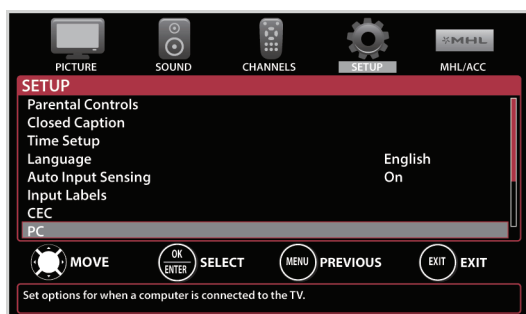 MHL
PICTURE SOUND CHANNELS SETUP MHL/ACC
SETUP
Parental Controls
Closed Caption
Time Setup
Language English
Auto Input Sensing On
Input Labels
CEC
PC
MOVE OK ENTER SELECT MENU PREVIOUS EXIT EXIT
Set options for when a computer is connected to the TV.